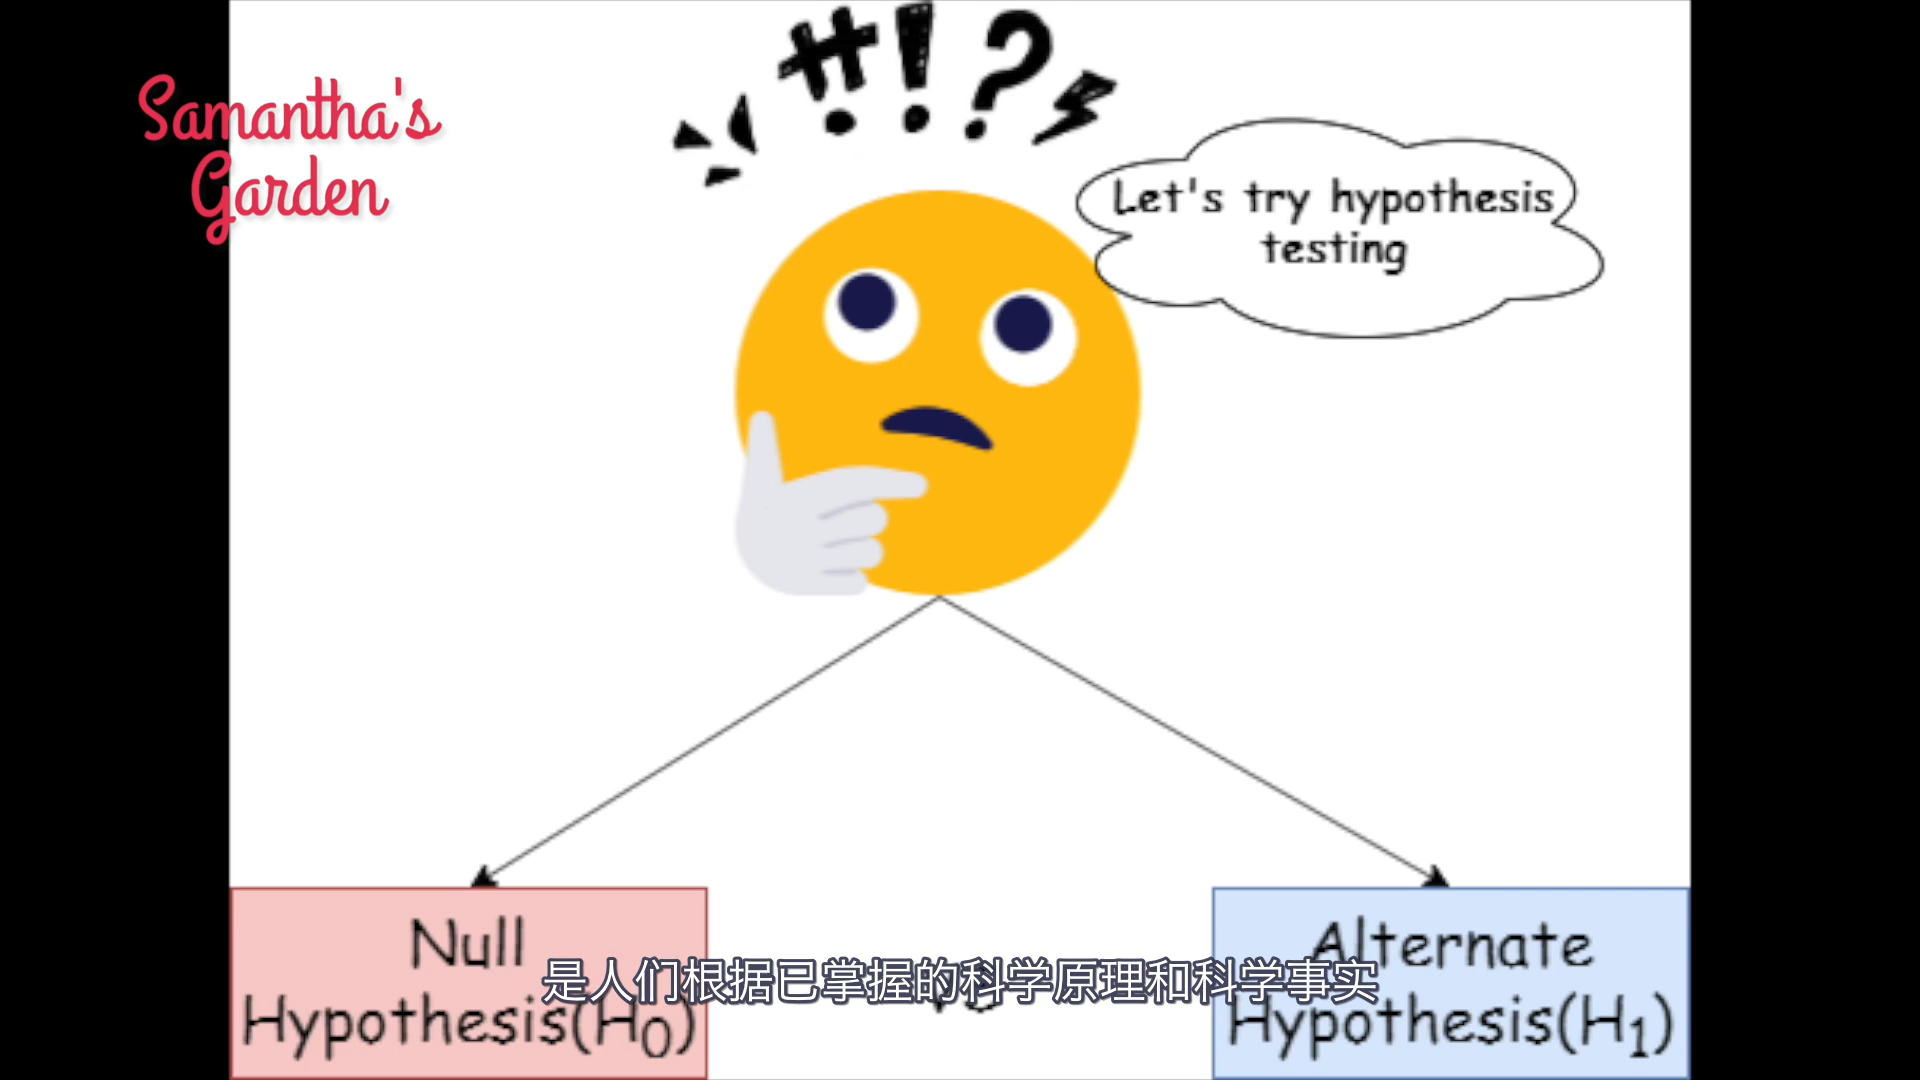 Samantha's
Garden
#!?
Let's try hypothesis
testing
Null
Hypothesis(H0)
Alternate
Hypothesis(H1)
是人们根据已掌握的科学原理和科学事实